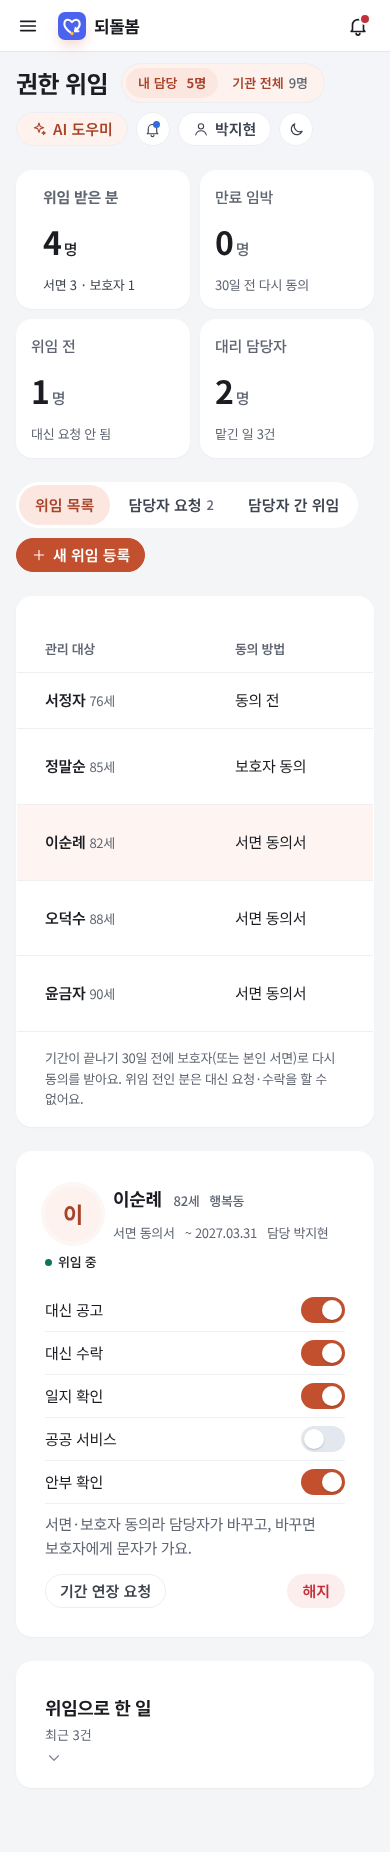 되돌봄
권한 위임
내 담당 5명 기관 전체 9명
AI 도우미 박지현
위임 받은 분
4명
서면 3 · 보호자 1
만료 임박
0명
30일 전 다시 동의
위임 전
1명
대신 요청 안 됨
대리 담당자
2명
맡긴 일 3건
위임 목록 담당자 요청 2 담당자 간 위임
+ 새 위임 등록
관리 대상 동의 방법
서정자 76세 동의 전
정말순 85세 보호자 동의
이순례 82세 서면 동의서
오덕수 88세 서면 동의서
윤금자 90세 서면 동의서
기간이 끝나기 30일 전에 보호자(또는 본인 서면)로 다시
동의를 받아요. 위임 전인 분은 대신 요청·수락을 할 수
없어요.
이
이순례 82세 행복동
서면 동의서 ~ 2027.03.31 담당 박지현
위임 중
대신 공고
대신 수락
일지 확인
공공 서비스
안부 확인
서면·보호자 동의라 담당자가 바꾸고, 바꾸면
보호자에게 문자가 가요.
기간 연장 요청 해지
위임으로 한 일
최근 3건